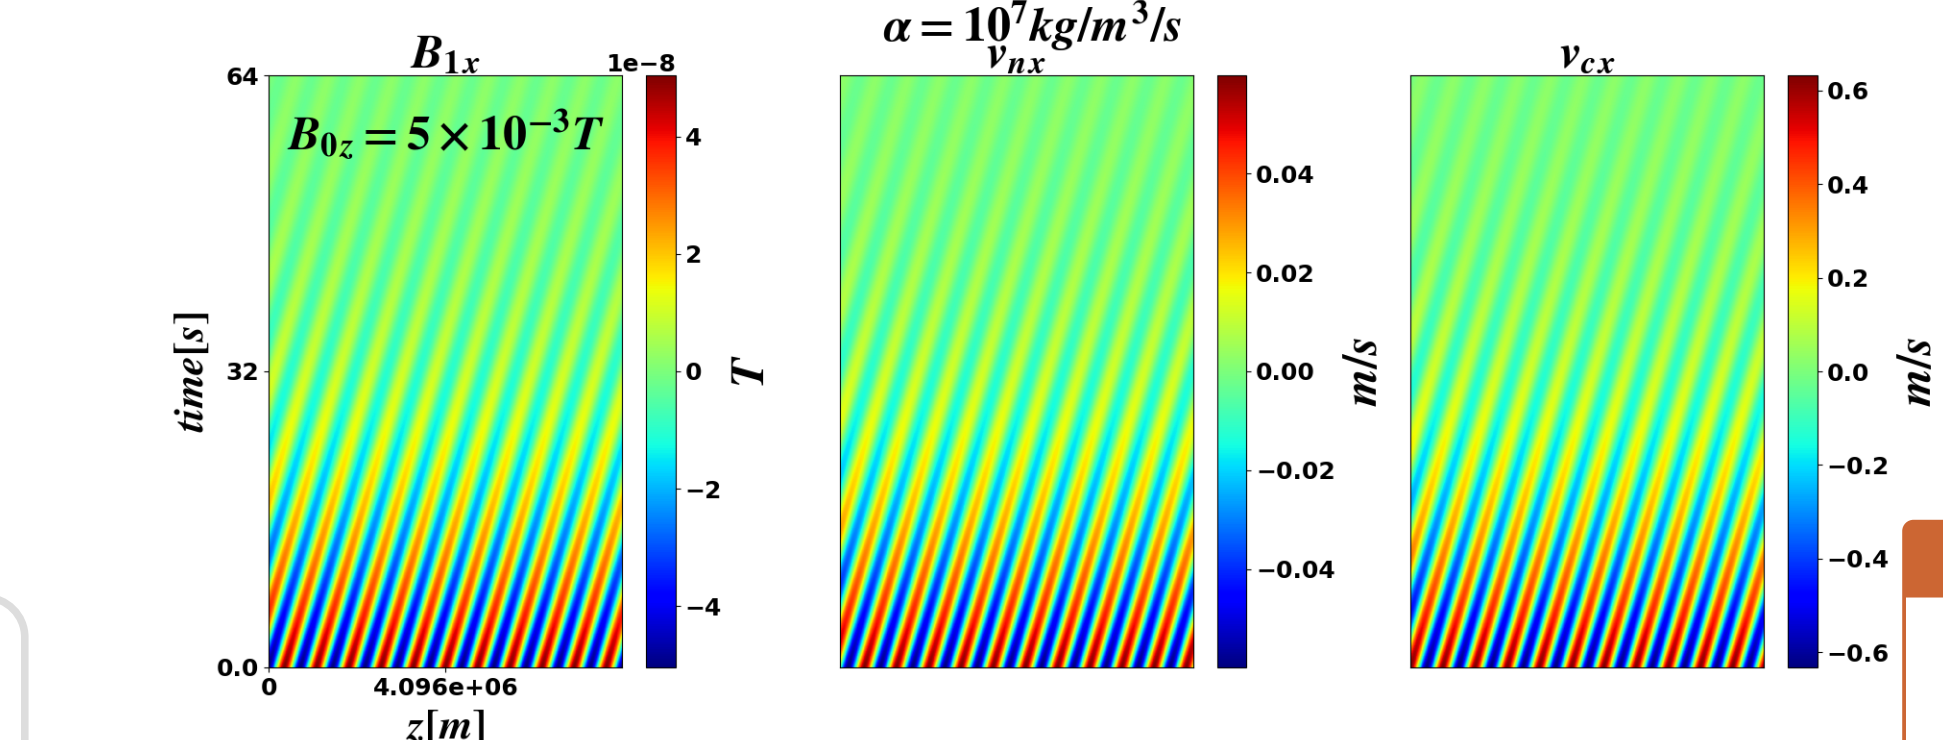 α = 10⁷kg/m³/s
B₁ₓ
1e−8
vₙₓ
v_cx
64
B₀z = 5 × 10⁻³T
32
0.0
time[s]
0
4.096e+06
z[m]
4
2
0
−2
−4
T
0.04
0.02
0.00
−0.02
−0.04
m/s
0.6
0.4
0.2
0.0
−0.2
−0.4
−0.6
m/s